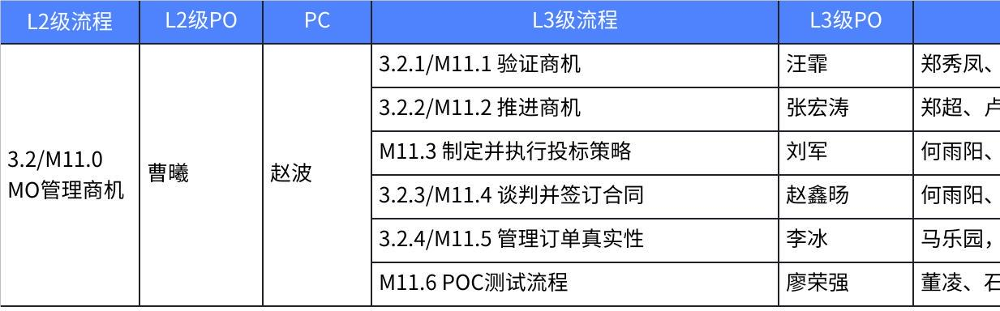 L2级流程 L2级PO PC L3级流程 L3级PO
3.2.1/M11.1 验证商机 汪霏 郑秀凤、
3.2.2/M11.2 推进商机 张宏涛 郑超、卢
3.2/M11.0
MO管理商机
曹曦
赵波
M11.3 制定并执行投标策略 刘军 何雨阳、
3.2.3/M11.4 谈判并签订合同 赵鑫旸 何雨阳、
3.2.4/M11.5 管理订单真实性 李冰 马乐园，
M11.6 POC测试流程 廖荣强 董凌、石